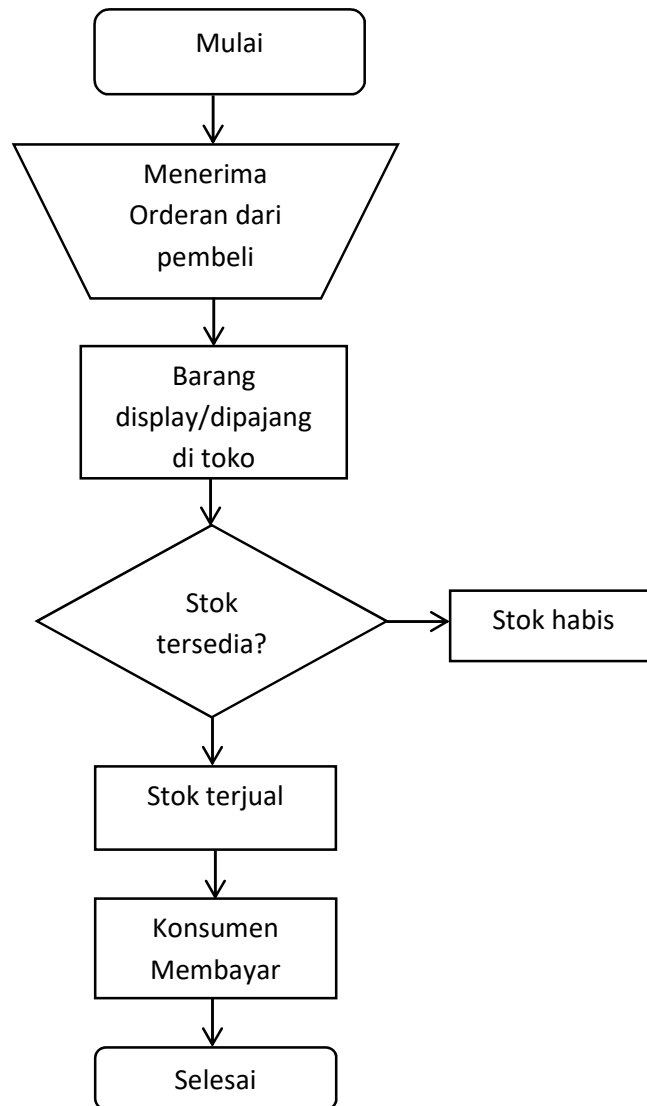 Mulai
Menerima
Orderan dari
pembeli
Barang
display/dipajang
di toko
Stok
tersedia?
Stok habis
Stok terjual
Konsumen
Membayar
Selesai